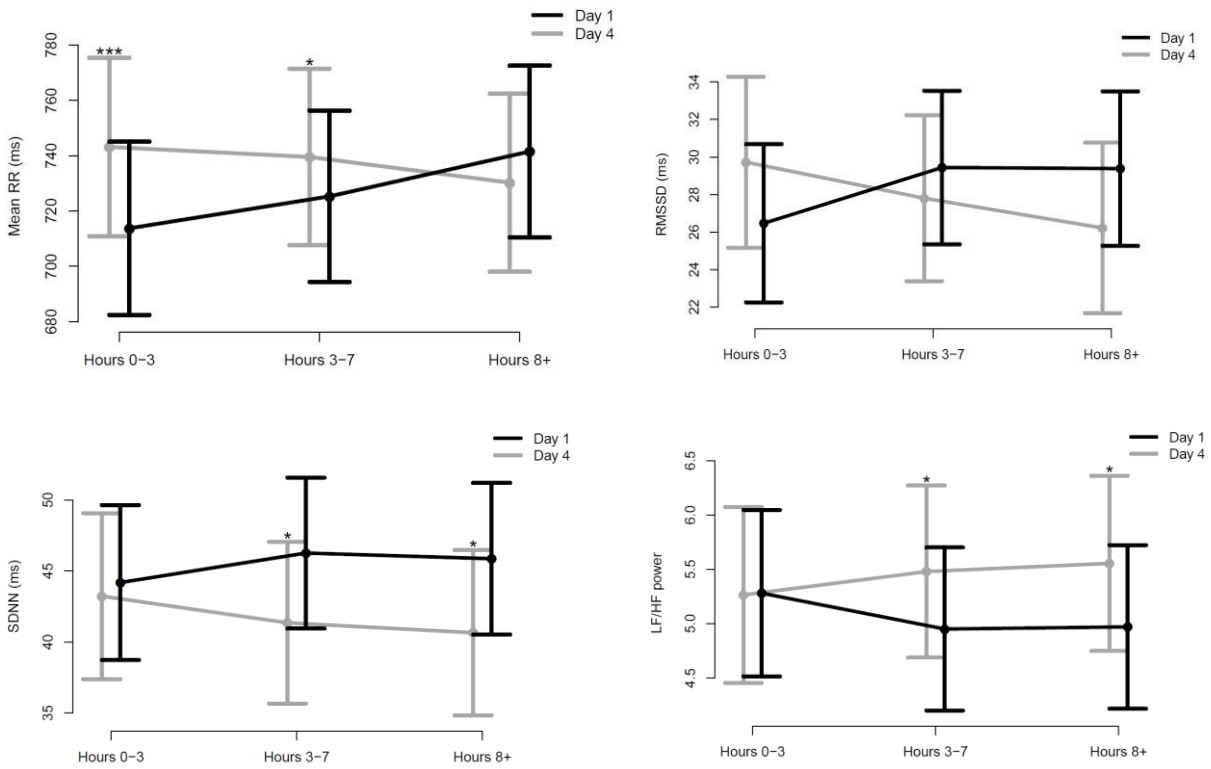 Day 1
Day 4
Mean RR (ms)
780
760
740
720
700
680
***
*
Hours 0−3
Hours 3−7
Hours 8+
Day 1
Day 4
RMSSD (ms)
34
32
30
28
26
24
22
Hours 0−3
Hours 3−7
Hours 8+
Day 1
Day 4
SDNN (ms)
50
45
40
35
*
*
Hours 0−3
Hours 3−7
Hours 8+
Day 1
Day 4
LF/HF power
6.5
6.0
5.5
5.0
4.5
*
*
Hours 0−3
Hours 3−7
Hours 8+